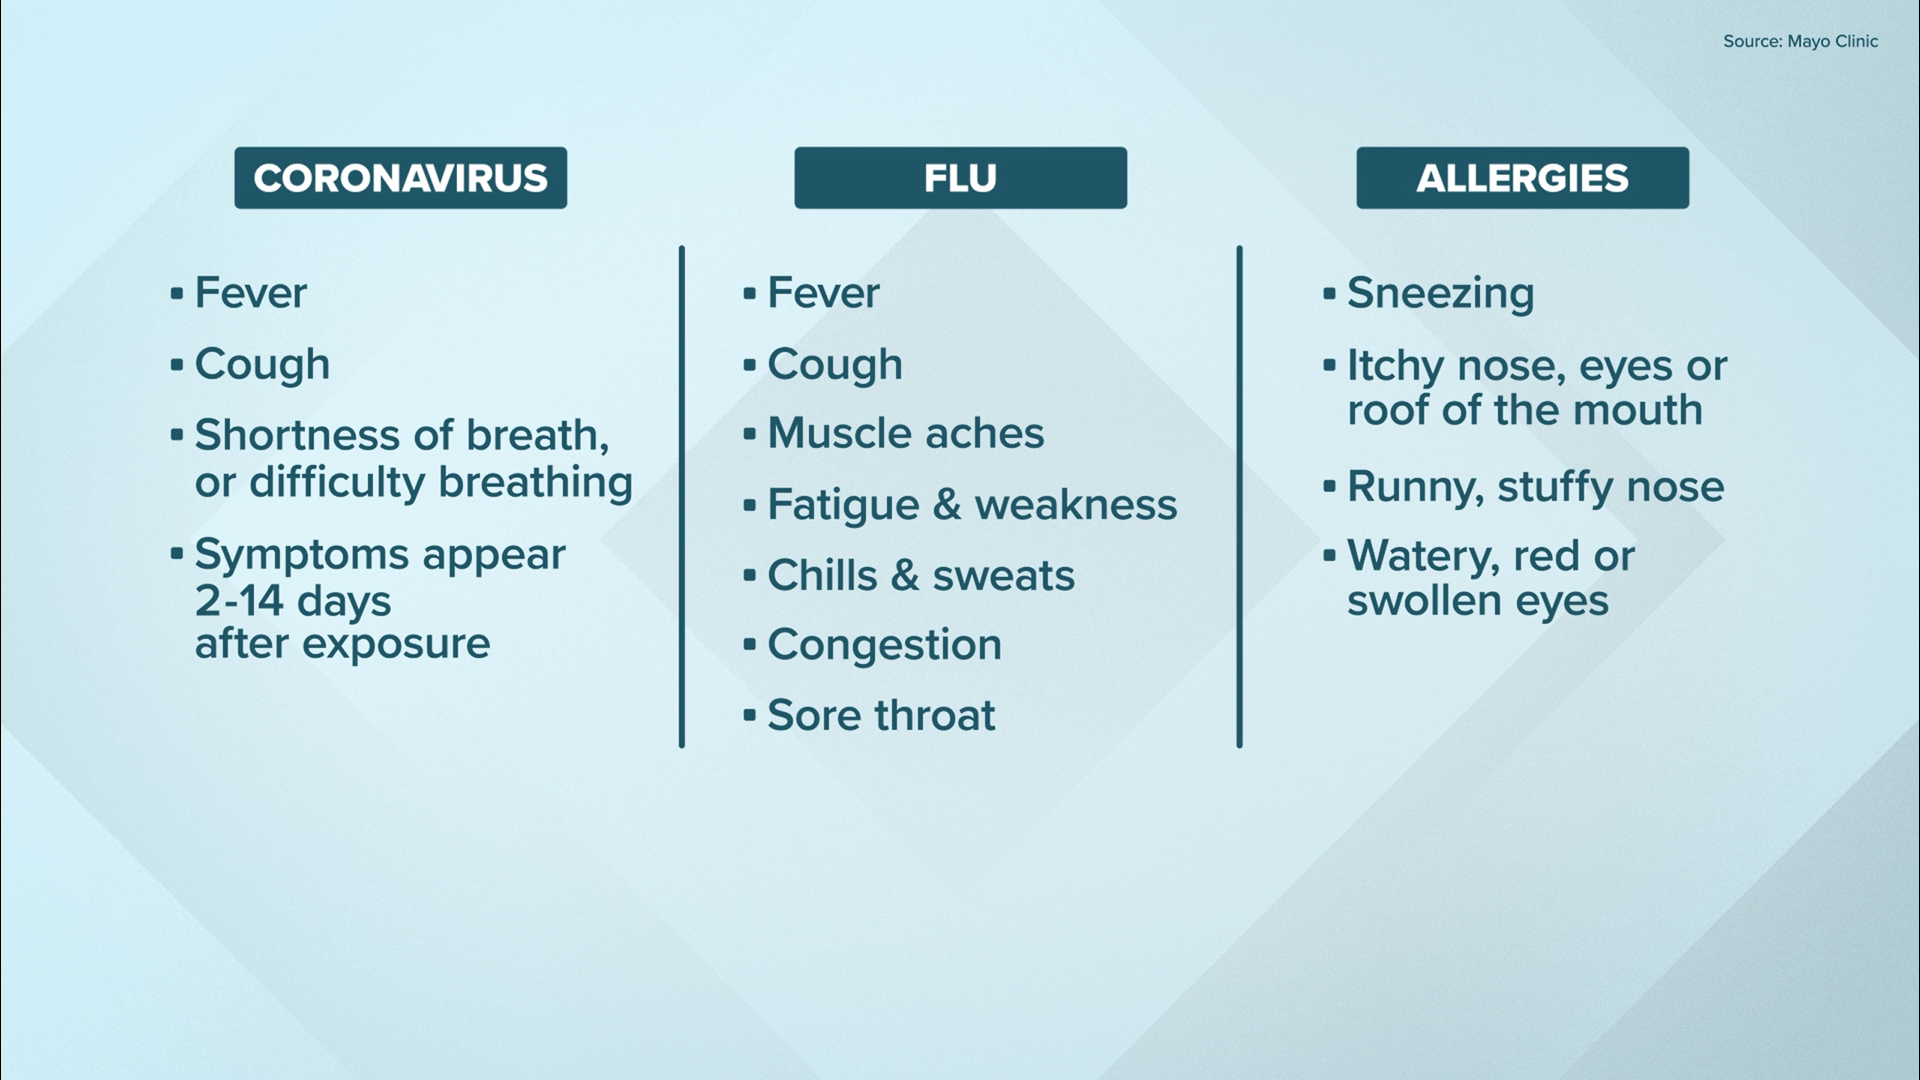 Source: Mayo Clinic
CORONAVIRUS
▪ Fever
▪ Cough
▪ Shortness of breath,
or difficulty breathing
▪ Symptoms appear
2-14 days
after exposure
FLU
▪ Fever
▪ Cough
▪ Muscle aches
▪ Fatigue & weakness
▪ Chills & sweats
▪ Congestion
▪ Sore throat
ALLERGIES
▪ Sneezing
▪ Itchy nose, eyes or
roof of the mouth
▪ Runny, stuffy nose
▪ Watery, red or
swollen eyes